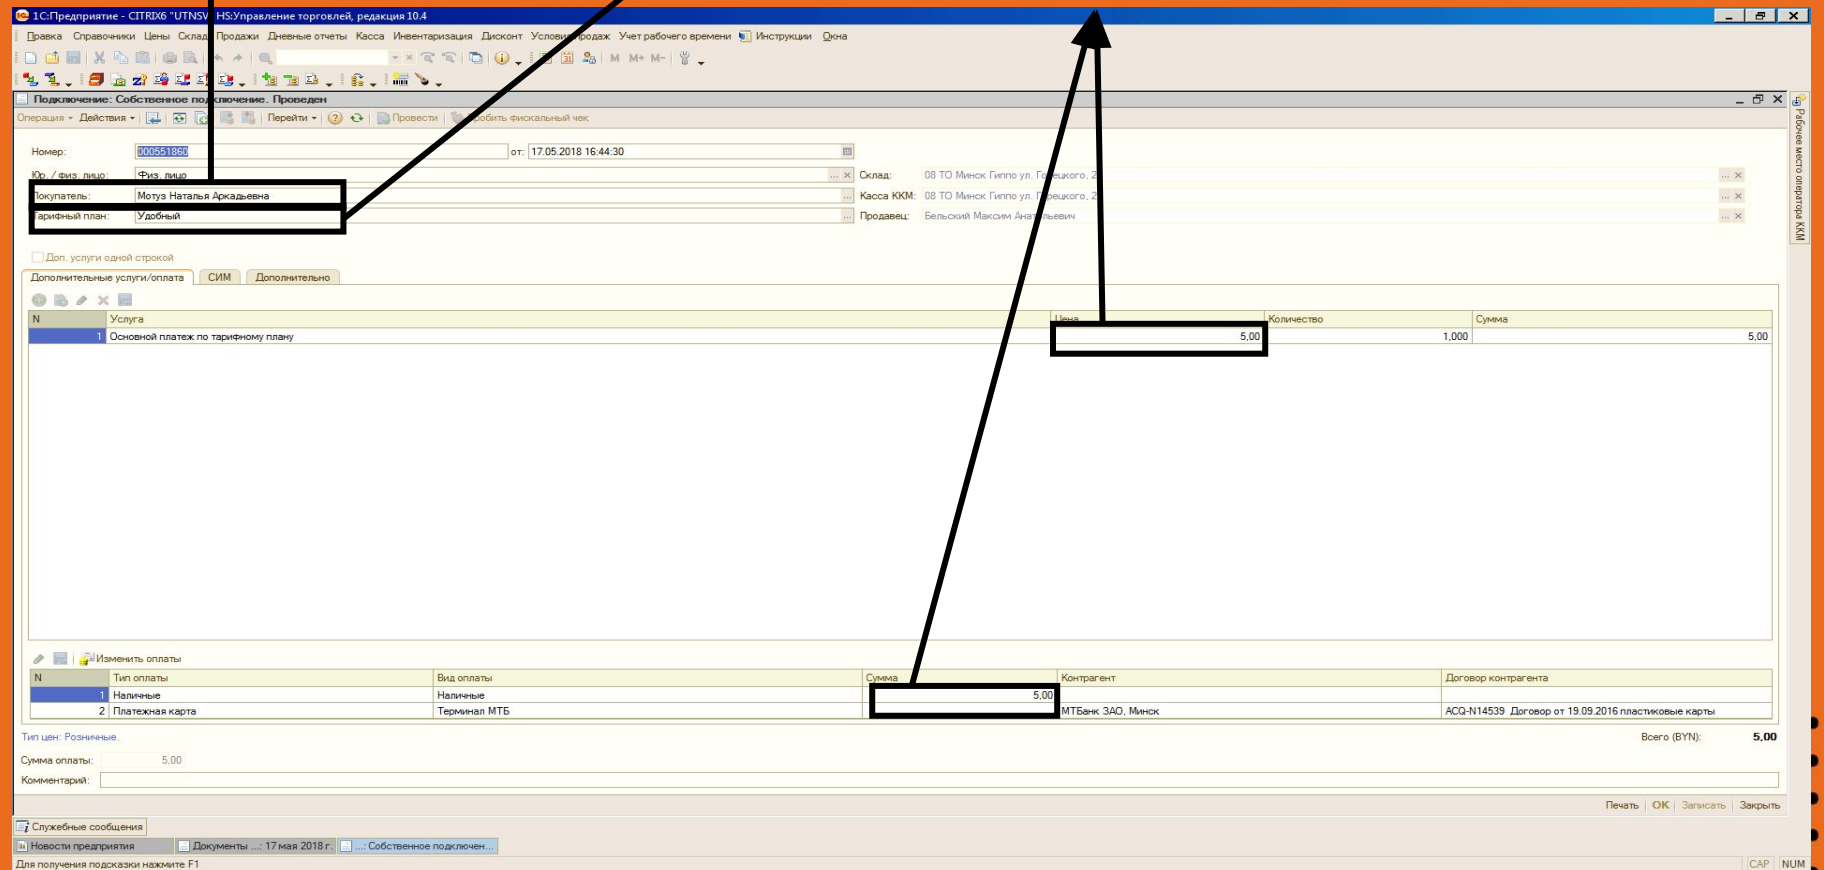 1С:Предприятие - CITRIX6 "UTNSV HS:Управление торговлей, редакция 10.4
Правка Справочники Цены Склад Продажи Дневные отчеты Касса Инвентаризация Дисконт Условия продаж Учет рабочего времени Инструкции Окна
M M+ M-
Подключение: Собственное подключение. Проведен
Операция Действия Перейти Провести Пробить фискальный чек
Номер: 000551860 от: 17.05.2018 16:44:30
Юр. / физ. лицо: Физ. лицо Склад: 08 ТО Минск Гиппо ул. Горецкого, 2
Покупатель: Мотуз Наталья Аркадьевна Касса ККМ: 08 ТО Минск Гиппо ул. Горецкого, 2
Тарифный план: Удобный Продавец: Бельский Максим Анатольевич
Рабочее место оператора ККМ
Доп. услуги одной строкой
Дополнительные услуги/оплата СИМ Дополнительно
N Услуга Цена Количество Сумма
1 Основной платеж по тарифному плану 5,00 1,000 5,00
Изменить оплаты
N Тип оплаты Вид оплаты Сумма Контрагент Договор контрагента
1 Наличные Наличные 5,00
2 Платежная карта Терминал МТБ МТБанк ЗАО, Минск ACQ-N14539 Договор от 19.09.2016 пластиковые карты
Тип цен: Розничные. Всего (BYN): 5,00
Сумма оплаты: 5,00
Комментарий:
Печать OK Записать Закрыть
Служебные сообщения
Новости предприятия Документы ...: 17 мая 2018 г. ...: Собственное подключен...
Для получения подсказки нажмите F1 CAP NUM